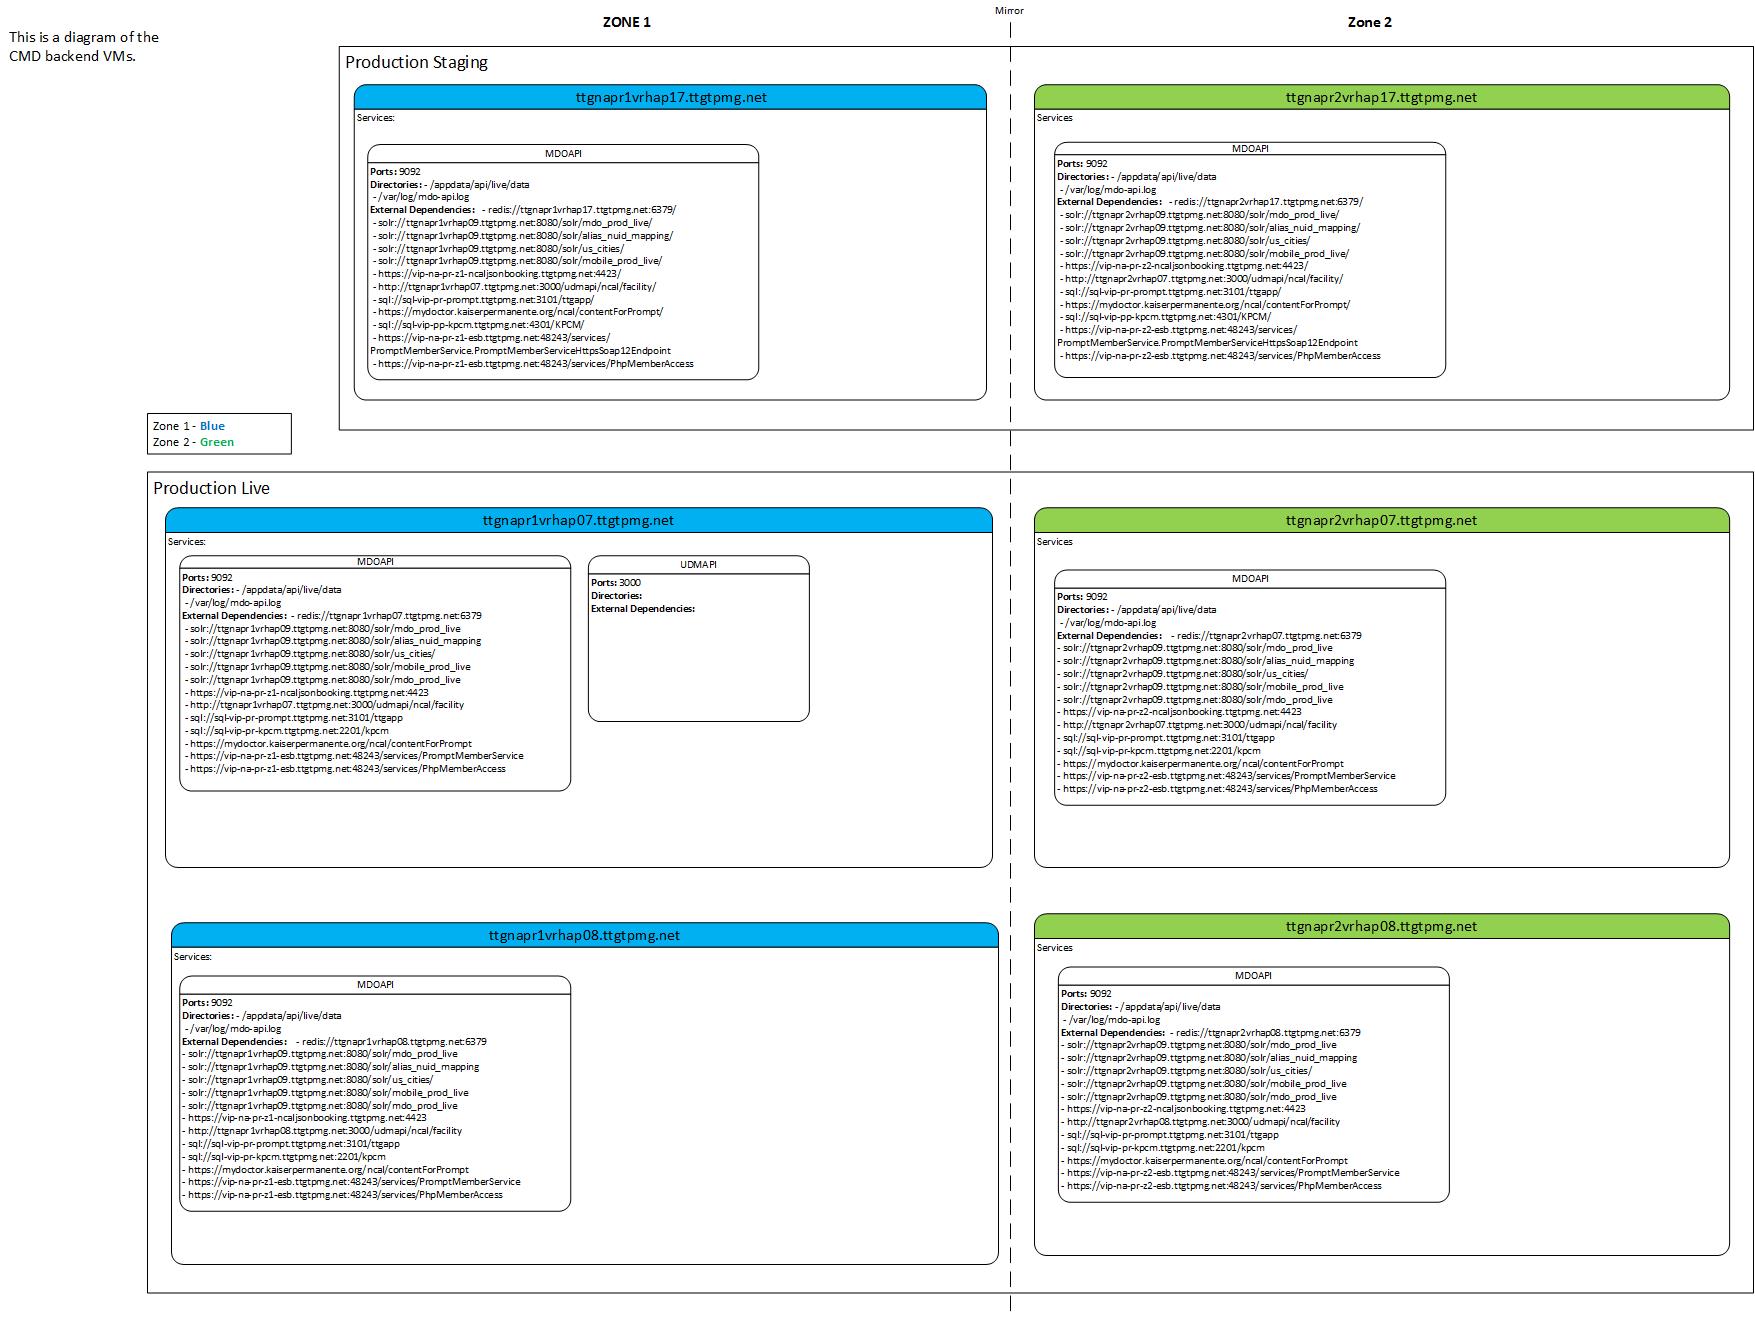 ZONE 1
Mirror
Zone 2
This is a diagram of the
CMD backend VMs.
Production Staging
ttgnapr1vrhap17.ttgtpmg.net
Services:
MDOAPI
Ports: 9092
Directories: - /appdata/api/live/data
- /var/log/mdo-api.log
External Dependencies: - redis://ttgnapr1vrhap17.ttgtpmg.net:6379/
- solr://ttgnapr1vrhap09.ttgtpmg.net:8080/solr/mdo_prod_live/
- solr://ttgnapr1vrhap09.ttgtpmg.net:8080/solr/alias_nuid_mapping/
- solr://ttgnapr1vrhap09.ttgtpmg.net:8080/solr/us_cities/
- solr://ttgnapr1vrhap09.ttgtpmg.net:8080/solr/mobile_prod_live/
- https://vip-na-pr-z1-ncaljsonbooking.ttgtpmg.net:4423/
- http://ttgnapr1vrhap07.ttgtpmg.net:3000/udmapi/ncal/facility/
- sql://sql-vip-pr-prompt.ttgtpmg.net:3101/ttgapp/
- https://mydoctor.kaiserpermanente.org/ncal/contentForPrompt/
- sql://sql-vip-pp-kpcm.ttgtpmg.net:4301/KPCM/
- https://vip-na-pr-z1-esb.ttgtpmg.net:48243/services/
PromptMemberService.PromptMemberServiceHttpsSoap12Endpoint
- https://vip-na-pr-z1-esb.ttgtpmg.net:48243/services/PhpMemberAccess
ttgnapr2vrhap17.ttgtpmg.net
Services
MDOAPI
Ports: 9092
Directories: - /appdata/api/live/data
- /var/log/mdo-api.log
External Dependencies: - redis://ttgnapr2vrhap17.ttgtpmg.net:6379/
- solr://ttgnapr2vrhap09.ttgtpmg.net:8080/solr/mdo_prod_live/
- solr://ttgnapr2vrhap09.ttgtpmg.net:8080/solr/alias_nuid_mapping/
- solr://ttgnapr2vrhap09.ttgtpmg.net:8080/solr/us_cities/
- solr://ttgnapr2vrhap09.ttgtpmg.net:8080/solr/mobile_prod_live/
- https://vip-na-pr-z2-ncaljsonbooking.ttgtpmg.net:4423/
- http://ttgnapr2vrhap07.ttgtpmg.net:3000/udmapi/ncal/facility/
- sql://sql-vip-pr-prompt.ttgtpmg.net:3101/ttgapp/
- https://mydoctor.kaiserpermanente.org/ncal/contentForPrompt/
- sql://sql-vip-pp-kpcm.ttgtpmg.net:4301/KPCM/
- https://vip-na-pr-z2-esb.ttgtpmg.net:48243/services/
PromptMemberService.PromptMemberServiceHttpsSoap12Endpoint
- https://vip-na-pr-z2-esb.ttgtpmg.net:48243/services/PhpMemberAccess
Zone 1 - Blue
Zone 2 - Green
Production Live
ttgnapr1vrhap07.ttgtpmg.net
Services:
MDOAPI
Ports: 9092
Directories: - /appdata/api/live/data
- /var/log/mdo-api.log
External Dependencies: - redis://ttgnapr1vrhap07.ttgtpmg.net:6379
- solr://ttgnapr1vrhap09.ttgtpmg.net:8080/solr/mdo_prod_live
- solr://ttgnapr1vrhap09.ttgtpmg.net:8080/solr/alias_nuid_mapping
- solr://ttgnapr1vrhap09.ttgtpmg.net:8080/solr/us_cities/
- solr://ttgnapr1vrhap09.ttgtpmg.net:8080/solr/mobile_prod_live
- solr://ttgnapr1vrhap09.ttgtpmg.net:8080/solr/mdo_prod_live
- https://vip-na-pr-z1-ncaljsonbooking.ttgtpmg.net:4423
- http://ttgnapr1vrhap07.ttgtpmg.net:3000/udmapi/ncal/facility
- sql://sql-vip-pr-prompt.ttgtpmg.net:3101/ttgapp
- sql://sql-vip-pr-kpcm.ttgtpmg.net:2201/kpcm
- https://mydoctor.kaiserpermanente.org/ncal/contentForPrompt
- https://vip-na-pr-z1-esb.ttgtpmg.net:48243/services/PromptMemberService
- https://vip-na-pr-z1-esb.ttgtpmg.net:48243/services/PhpMemberAccess
UDMAPI
Ports: 3000
Directories:
External Dependencies:
ttgnapr2vrhap07.ttgtpmg.net
Services
MDOAPI
Ports: 9092
Directories: - /appdata/api/live/data
- /var/log/mdo-api.log
External Dependencies: - redis://ttgnapr2vrhap07.ttgtpmg.net:6379
- solr://ttgnapr2vrhap09.ttgtpmg.net:8080/solr/mdo_prod_live
- solr://ttgnapr2vrhap09.ttgtpmg.net:8080/solr/alias_nuid_mapping
- solr://ttgnapr2vrhap09.ttgtpmg.net:8080/solr/us_cities/
- solr://ttgnapr2vrhap09.ttgtpmg.net:8080/solr/mobile_prod_live
- solr://ttgnapr2vrhap09.ttgtpmg.net:8080/solr/mdo_prod_live
- https://vip-na-pr-z2-ncaljsonbooking.ttgtpmg.net:4423
- http://ttgnapr2vrhap07.ttgtpmg.net:3000/udmapi/ncal/facility
- sql://sql-vip-pr-prompt.ttgtpmg.net:3101/ttgapp
- sql://sql-vip-pr-kpcm.ttgtpmg.net:2201/kpcm
- https://mydoctor.kaiserpermanente.org/ncal/contentForPrompt
- https://vip-na-pr-z2-esb.ttgtpmg.net:48243/services/PromptMemberService
- https://vip-na-pr-z2-esb.ttgtpmg.net:48243/services/PhpMemberAccess
ttgnapr1vrhap08.ttgtpmg.net
Services:
MDOAPI
Ports: 9092
Directories: - /appdata/api/live/data
- /var/log/mdo-api.log
External Dependencies: - redis://ttgnapr1vrhap08.ttgtpmg.net:6379
- solr://ttgnapr1vrhap09.ttgtpmg.net:8080/solr/mdo_prod_live
- solr://ttgnapr1vrhap09.ttgtpmg.net:8080/solr/alias_nuid_mapping
- solr://ttgnapr1vrhap09.ttgtpmg.net:8080/solr/us_cities/
- solr://ttgnapr1vrhap09.ttgtpmg.net:8080/solr/mobile_prod_live
- solr://ttgnapr1vrhap09.ttgtpmg.net:8080/solr/mdo_prod_live
- https://vip-na-pr-z1-ncaljsonbooking.ttgtpmg.net:4423
- http://ttgnapr1vrhap08.ttgtpmg.net:3000/udmapi/ncal/facility
- sql://sql-vip-pr-prompt.ttgtpmg.net:3101/ttgapp
- sql://sql-vip-pr-kpcm.ttgtpmg.net:2201/kpcm
- https://mydoctor.kaiserpermanente.org/ncal/contentForPrompt
- https://vip-na-pr-z1-esb.ttgtpmg.net:48243/services/PromptMemberService
- https://vip-na-pr-z1-esb.ttgtpmg.net:48243/services/PhpMemberAccess
ttgnapr2vrhap08.ttgtpmg.net
Services
MDOAPI
Ports: 9092
Directories: - /appdata/api/live/data
- /var/log/mdo-api.log
External Dependencies: - redis://ttgnapr2vrhap08.ttgtpmg.net:6379
- solr://ttgnapr2vrhap09.ttgtpmg.net:8080/solr/mdo_prod_live
- solr://ttgnapr2vrhap09.ttgtpmg.net:8080/solr/alias_nuid_mapping
- solr://ttgnapr2vrhap09.ttgtpmg.net:8080/solr/us_cities/
- solr://ttgnapr2vrhap09.ttgtpmg.net:8080/solr/mobile_prod_live
- solr://ttgnapr2vrhap09.ttgtpmg.net:8080/solr/mdo_prod_live
- https://vip-na-pr-z2-ncaljsonbooking.ttgtpmg.net:4423
- http://ttgnapr2vrhap08.ttgtpmg.net:3000/udmapi/ncal/facility
- sql://sql-vip-pr-prompt.ttgtpmg.net:3101/ttgapp
- sql://sql-vip-pr-kpcm.ttgtpmg.net:2201/kpcm
- https://mydoctor.kaiserpermanente.org/ncal/contentForPrompt
- https://vip-na-pr-z2-esb.ttgtpmg.net:48243/services/PromptMemberService
- https://vip-na-pr-z2-esb.ttgtpmg.net:48243/services/PhpMemberAccess